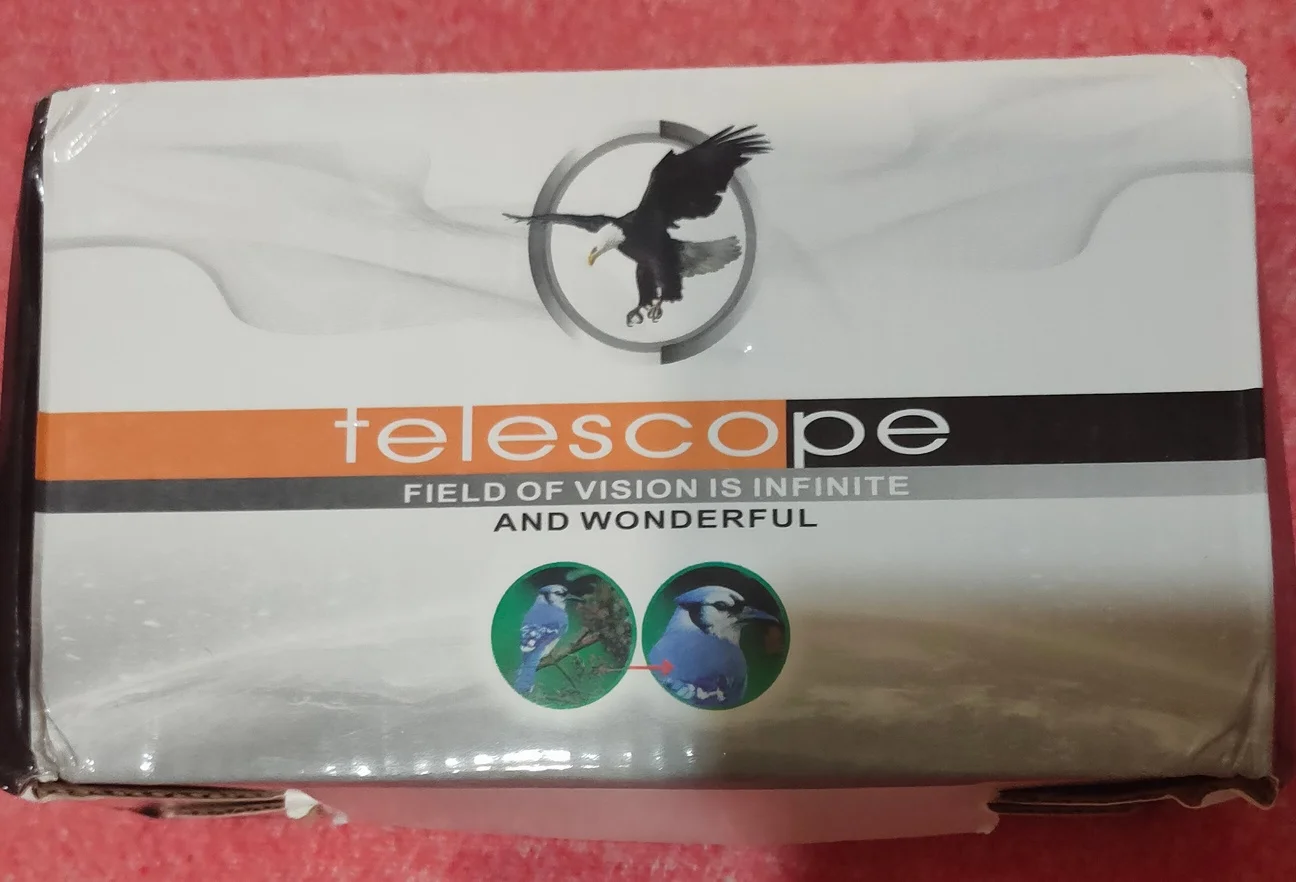 telescope
FIELD OF VISION IS INFINITE
AND WONDERFUL